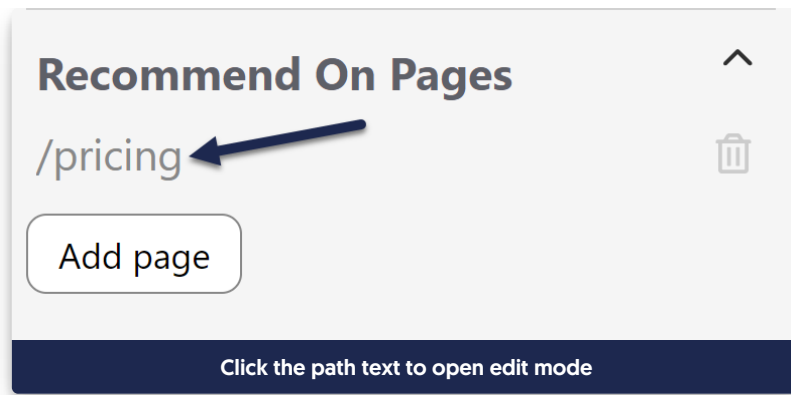 Recommend On Pages
/pricing
Add page
Click the path text to open edit mode